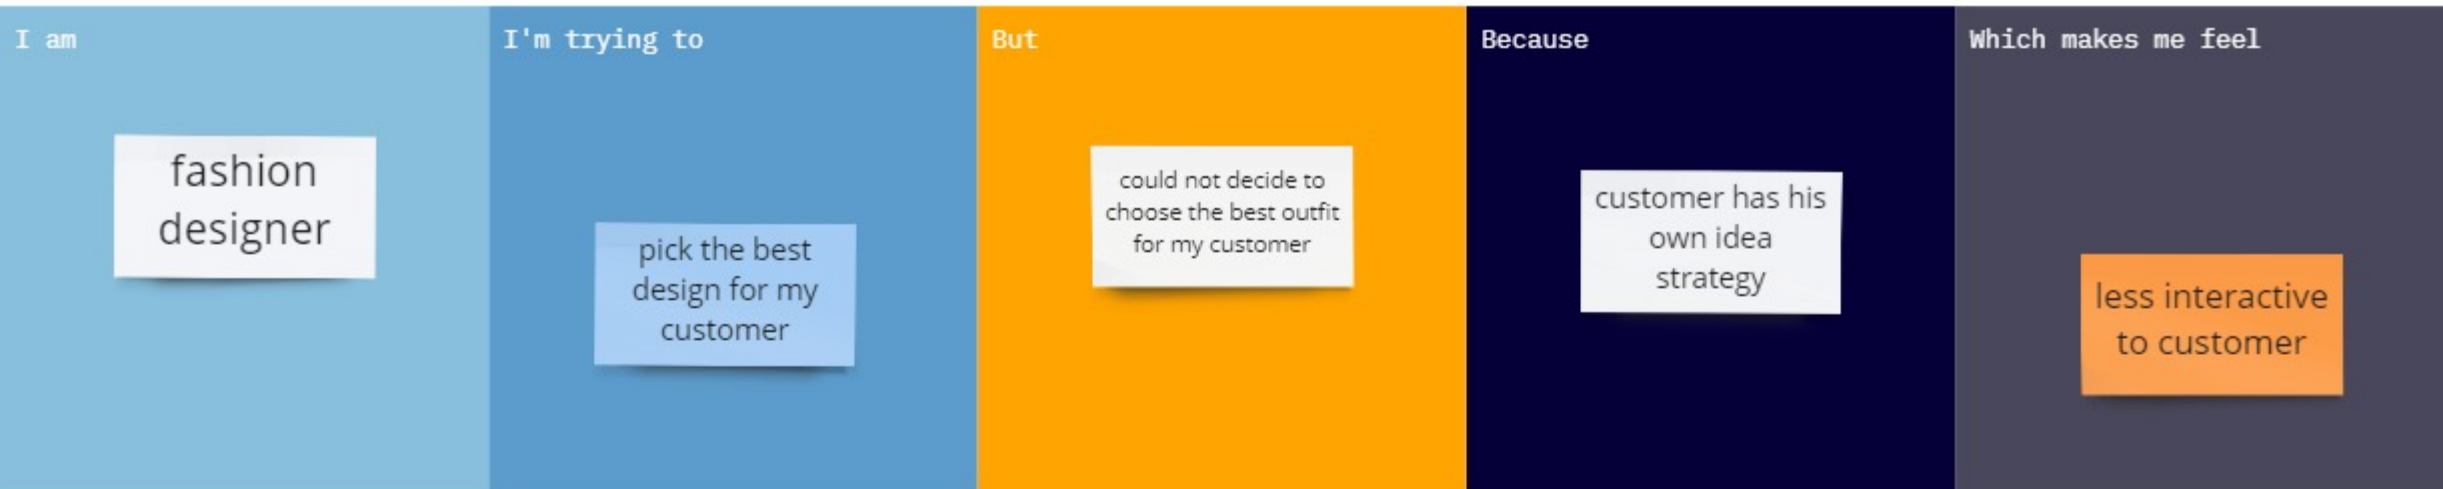 I am
fashion
designer
I'm trying to
pick the best
design for my
customer
But
could not decide to
choose the best outfit
for my customer
Because
customer has his
own idea
strategy
Which makes me feel
less interactive
to customer